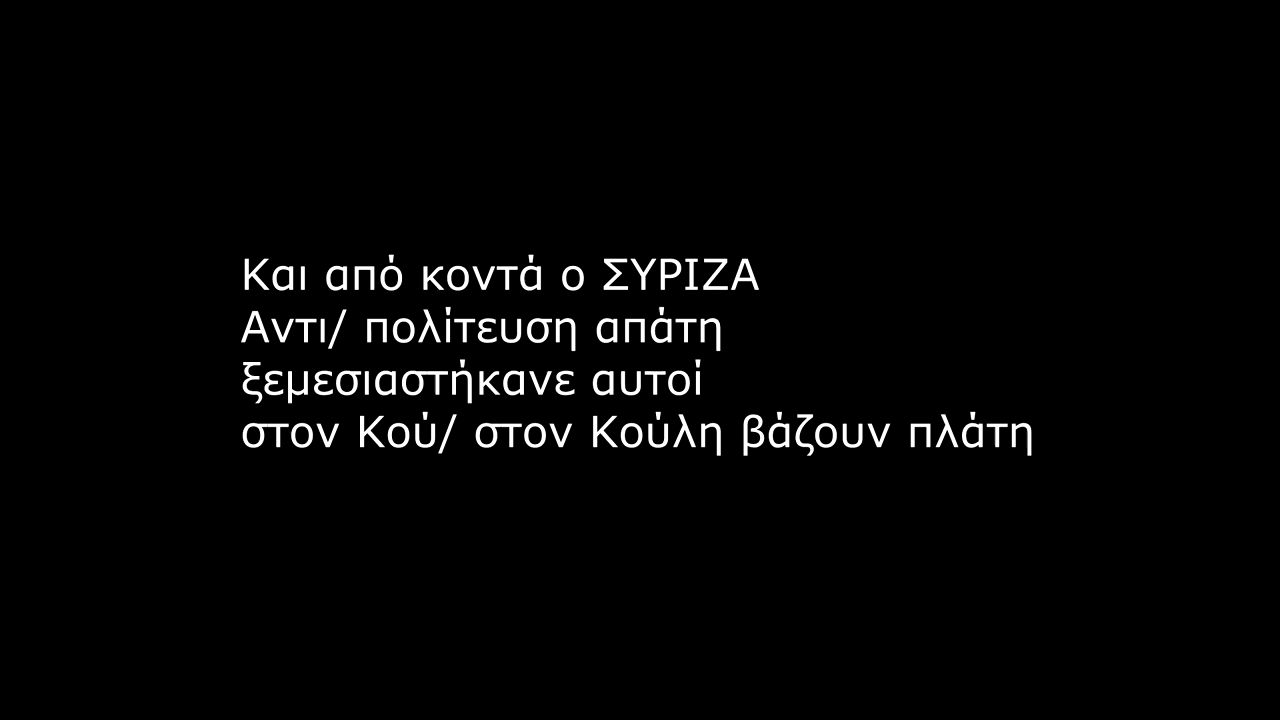 Και από κοντά ο ΣΥΡΙΖΑ
Αντι/ πολίτευση απάτη
ξεμεσιαστήκανε αυτοί
στον Κού/ στον Κούλη βάζουν πλάτη